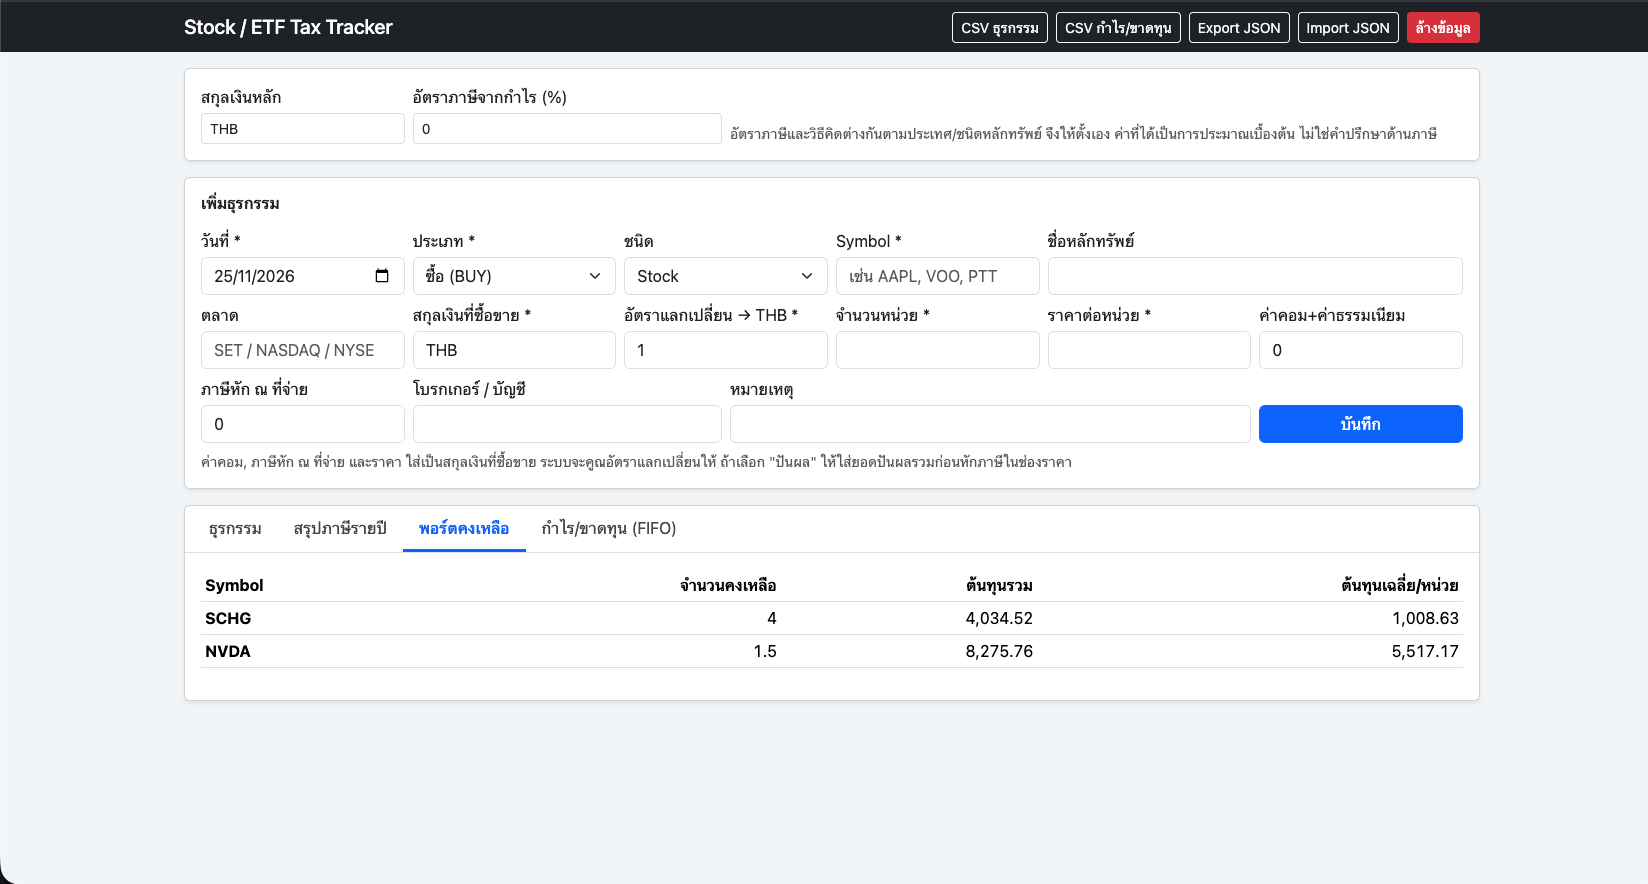 Stock / ETF Tax Tracker
CSV ธุรกรรม
CSV กำไร/ขาดทุน
Export JSON
Import JSON
ล้างข้อมูล
สกุลเงินหลัก
อัตราภาษีจากกำไร (%)
THB
0
อัตราภาษีและวิธีคิดต่างกันตามประเทศ/ชนิดหลักทรัพย์ จึงให้ตั้งเอง ค่าที่ได้เป็นการประมาณเบื้องต้น ไม่ใช่คำปรึกษาด้านภาษี
เพิ่มธุรกรรม
วันที่ *
ประเภท *
ชนิด
Symbol *
ชื่อหลักทรัพย์
25/11/2026
ซื้อ (BUY)
Stock
เช่น AAPL, VOO, PTT
ตลาด
สกุลเงินที่ซื้อขาย *
อัตราแลกเปลี่ยน → THB *
จำนวนหน่วย *
ราคาต่อหน่วย *
ค่าคอม+ค่าธรรมเนียม
SET / NASDAQ / NYSE
THB
1
0
ภาษีหัก ณ ที่จ่าย
โบรกเกอร์ / บัญชี
หมายเหตุ
0
บันทึก
ค่าคอม, ภาษีหัก ณ ที่จ่าย และราคา ใส่เป็นสกุลเงินที่ซื้อขาย ระบบจะคูณอัตราแลกเปลี่ยนให้ ถ้าเลือก "ปันผล" ให้ใส่ยอดปันผลรวมก่อนหักภาษีในช่องราคา
ธุรกรรม
สรุปภาษีรายปี
พอร์ตคงเหลือ
กำไร/ขาดทุน (FIFO)
Symbol จำนวนคงเหลือ ต้นทุนรวม ต้นทุนเฉลี่ย/หน่วย
SCHG 4 4,034.52 1,008.63
NVDA 1.5 8,275.76 5,517.17